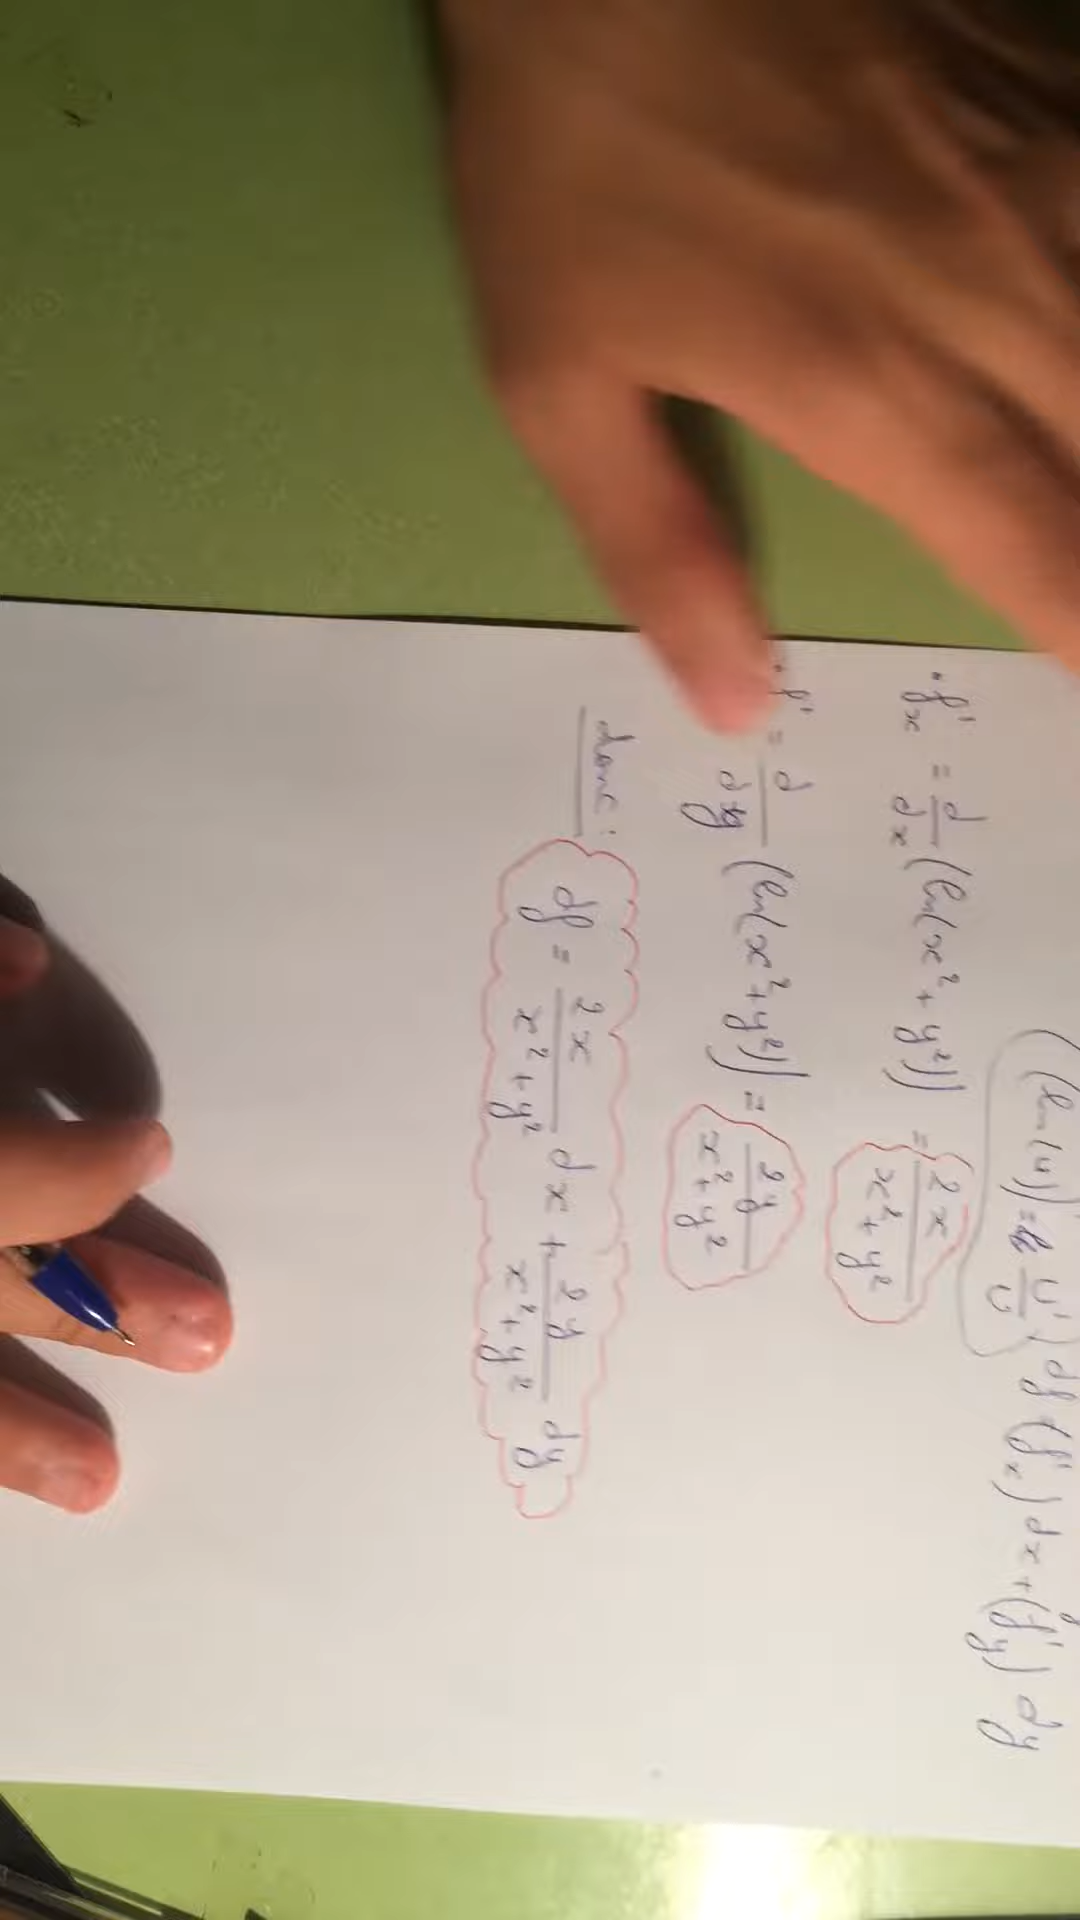 (ln(u))' = u'/u) df = (f'x) dx + (f'y) dy
• f'x = d/dx (ln(x² + y²)) = 2x/(x² + y²)
• f' = d/dy (ln(x² + y²)) = 2y/(x² + y²)
donc : df = 2x/(x² + y²) dx + 2y/(x² + y²) dy